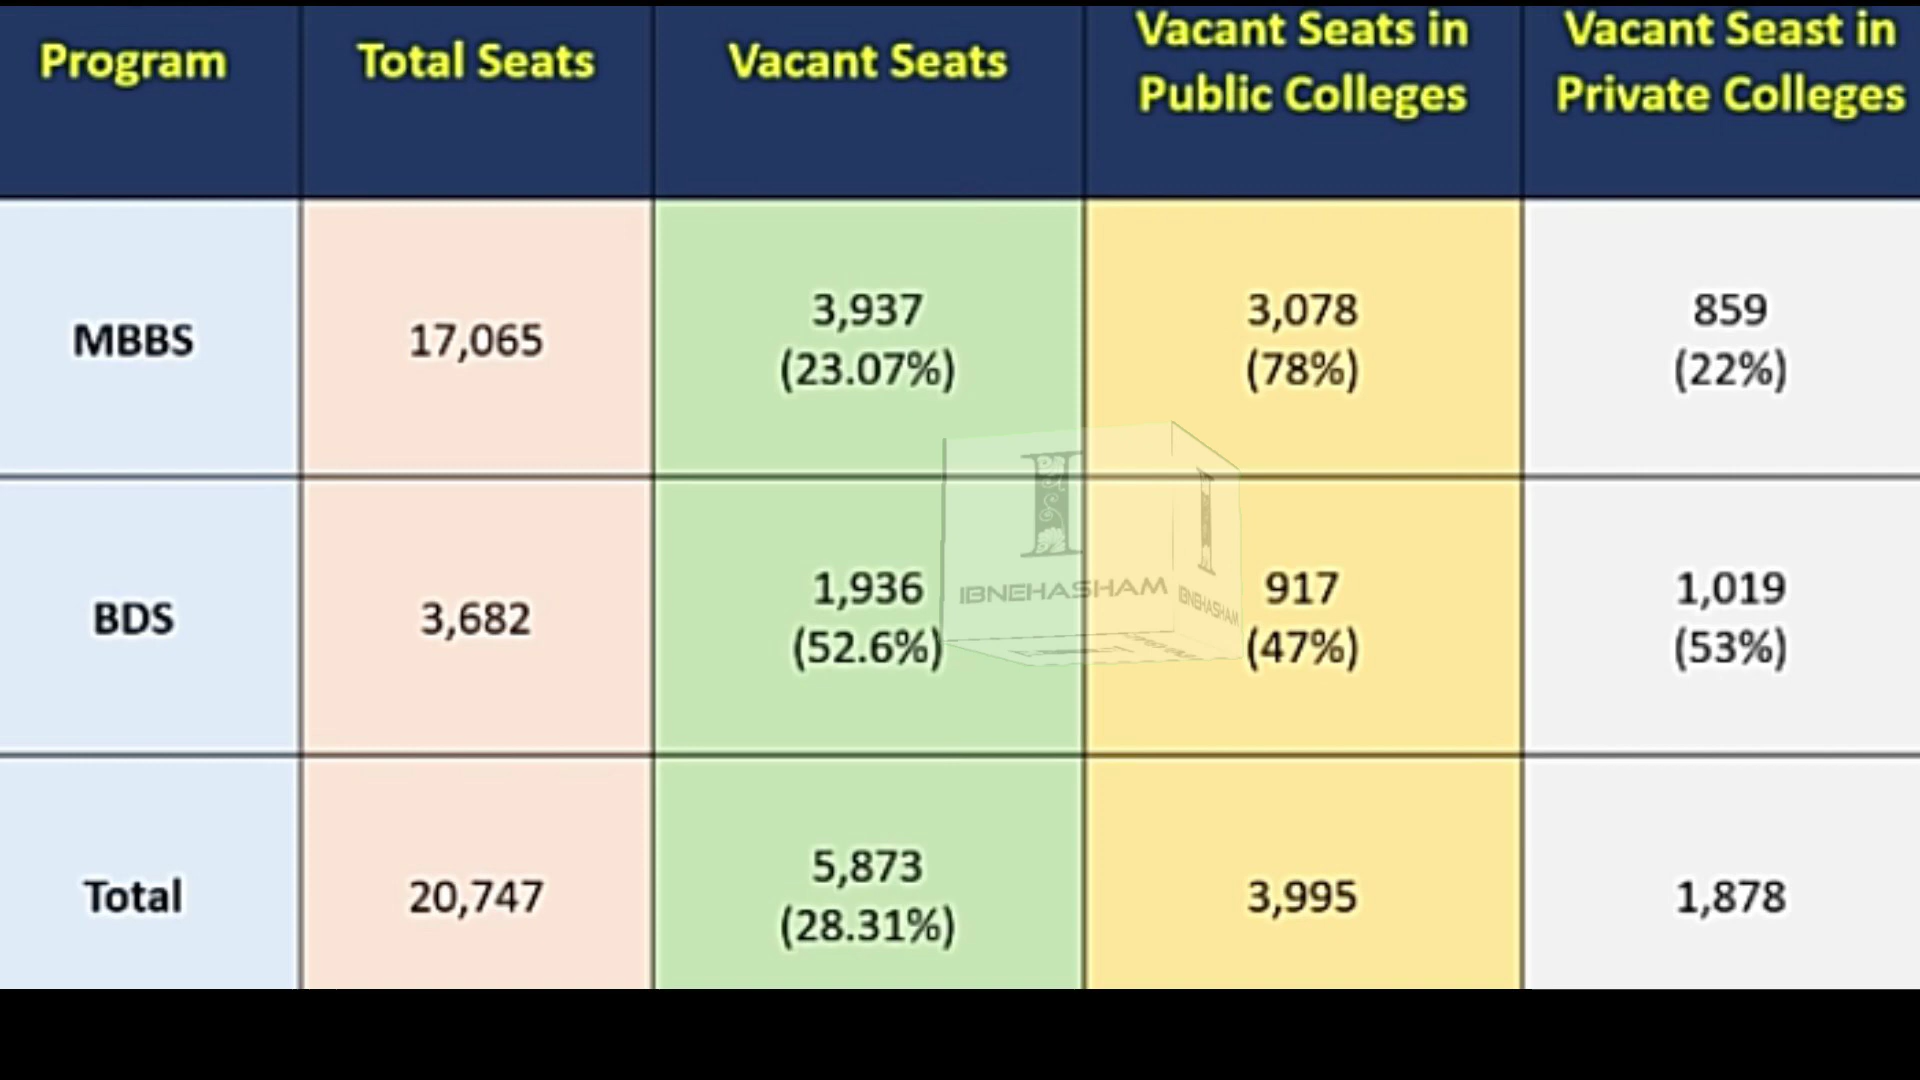 Program
Total Seats
Vacant Seats
Vacant Seats in
Public Colleges
Vacant Seast in
Private Colleges
MBBS
17,065
3,937
(23.07%)
3,078
(78%)
859
(22%)
BDS
3,682
1,936
(52.6%)
917
(47%)
1,019
(53%)
Total
20,747
5,873
(28.31%)
3,995
1,878
I
IBNEHASHAM
I
IBNEHASHAM